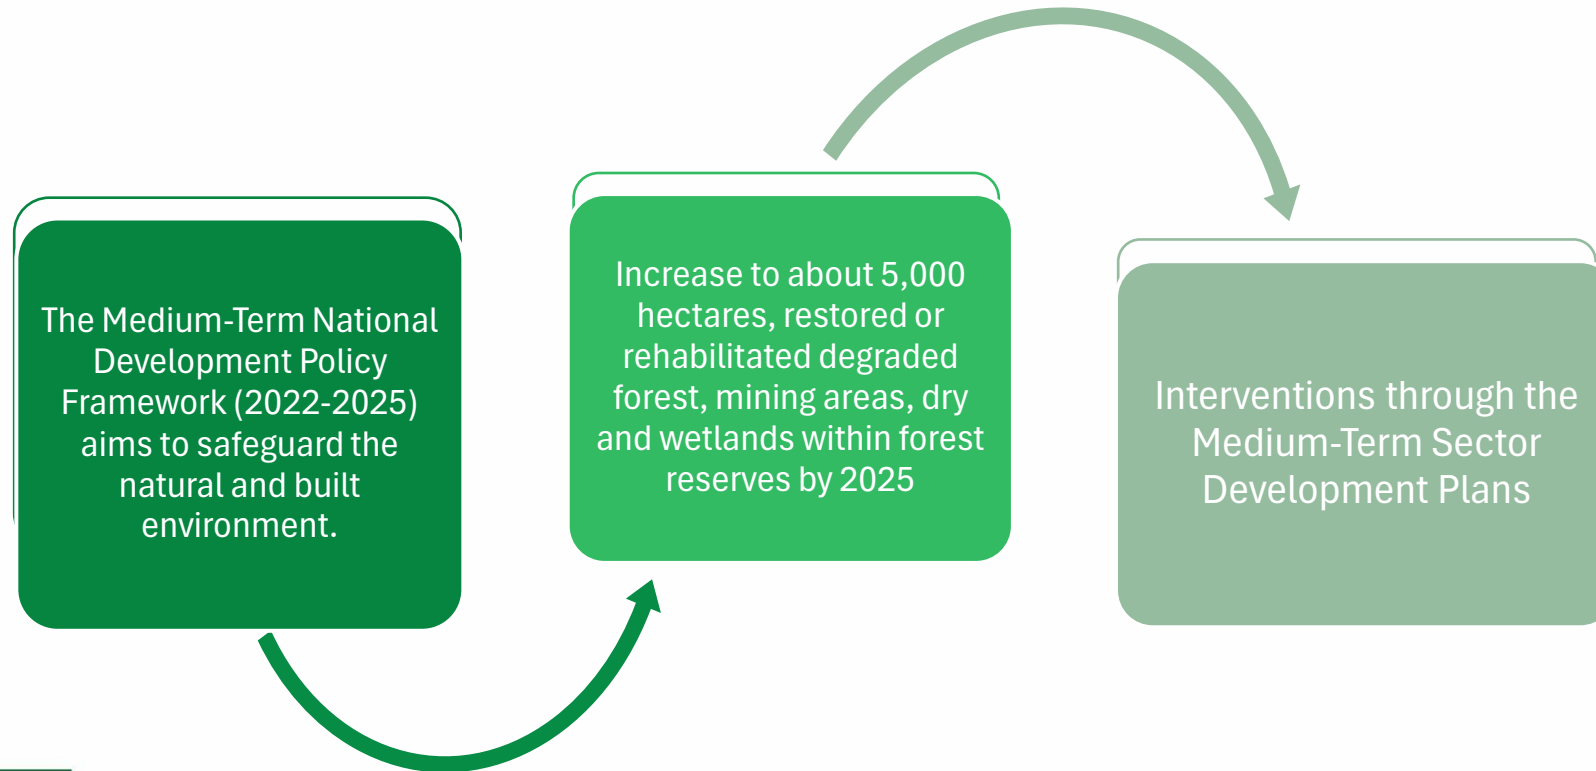 The Medium-Term National
Development Policy
Framework (2022-2025)
aims to safeguard the
natural and built
environment.
Increase to about 5,000
hectares, restored or
rehabilitated degraded
forest, mining areas, dry
and wetlands within forest
reserves by 2025
Interventions through the
Medium-Term Sector
Development Plans